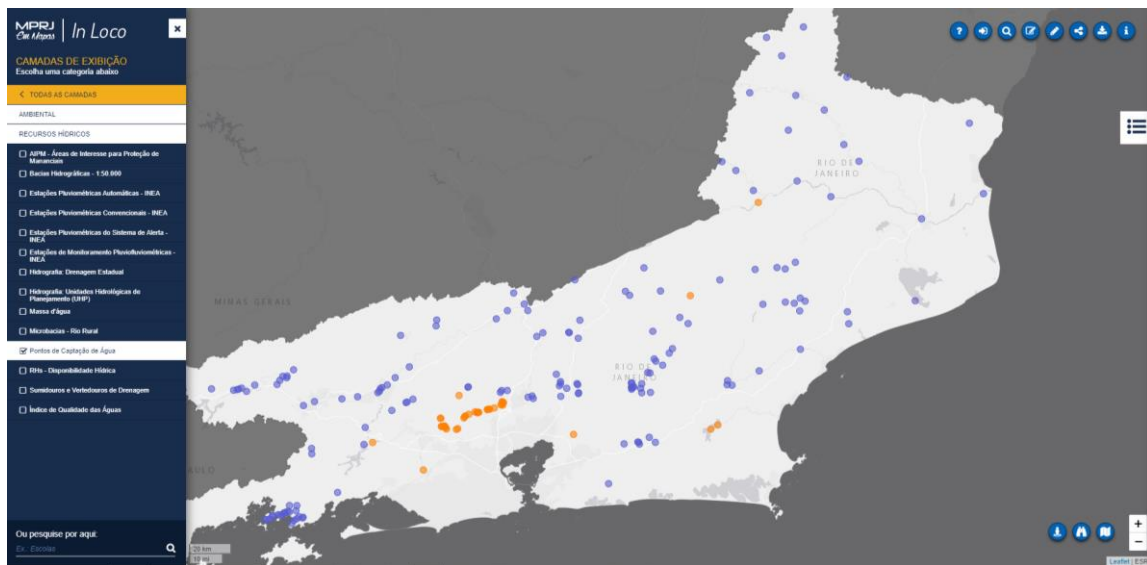 MPRJ
Em Mapas
In Loco
CAMADAS DE EXIBIÇÃO
Escolha uma categoria abaixo
TODAS AS CAMADAS
AMBIENTAL
RECURSOS HÍDRICOS
AIPM - Áreas de Interesse para Proteção de
Mananciais
Bacias Hidrográficas - 1:50.000
Estações Pluviométricas Automáticas - INEA
Estações Pluviométricas Convencionais - INEA
Estações Pluviométricas do Sistema de Alerta -
INEA
Estações de Monitoramento Pluviofluviométricas -
INEA
Hidrografia: Drenagem Estadual
Hidrografia: Unidades Hidrológicas de
Planejamento (UHP)
Massa d'água
Microbacias - Rio Rural
Pontos de Captação de Água
RHs - Disponibilidade Hídrica
Sumidouros e Vertedouros de Drenagem
Índice de Qualidade das Águas
Ou pesquise por aqui:
Ex. Escolas
RIO DE
JANEIRO
MINAS GERAIS
RIO DE
JANEIRO
PAULO
20 km
10 mi
Leaflet | ESRI